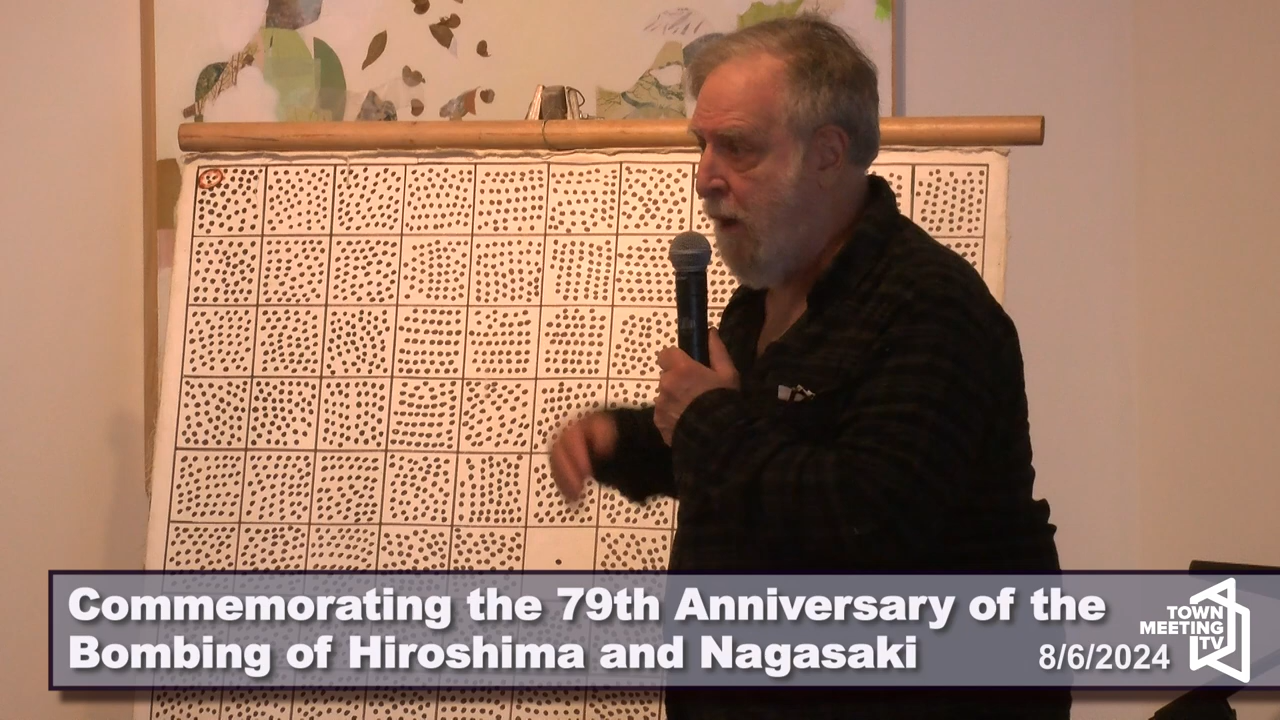 Commemorating the 79th Anniversary of the
Bombing of Hiroshima and Nagasaki
8/6/2024
TOWN
MEETING
TV